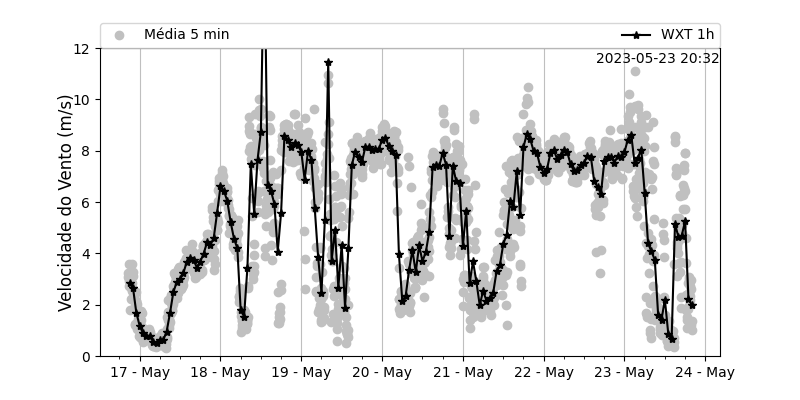 Média 5 min
WXT 1h
2023-05-23 20:32
Velocidade do Vento (m/s)
12
10
8
6
4
2
0
17 - May
18 - May
19 - May
20 - May
21 - May
22 - May
23 - May
24 - May